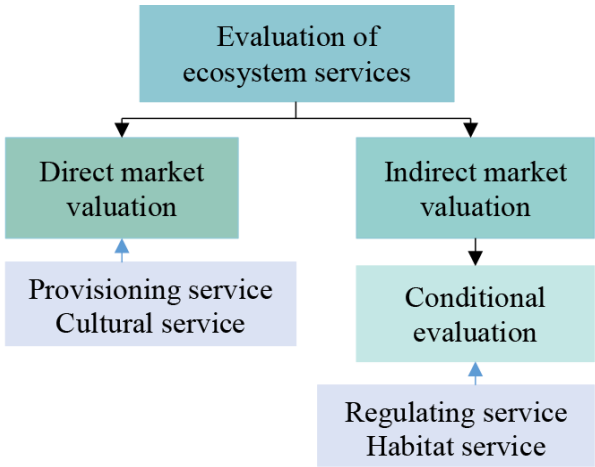 Evaluation of
ecosystem services
Direct market
valuation
Indirect market
valuation
Provisioning service
Cultural service
Conditional
evaluation
Regulating service
Habitat service